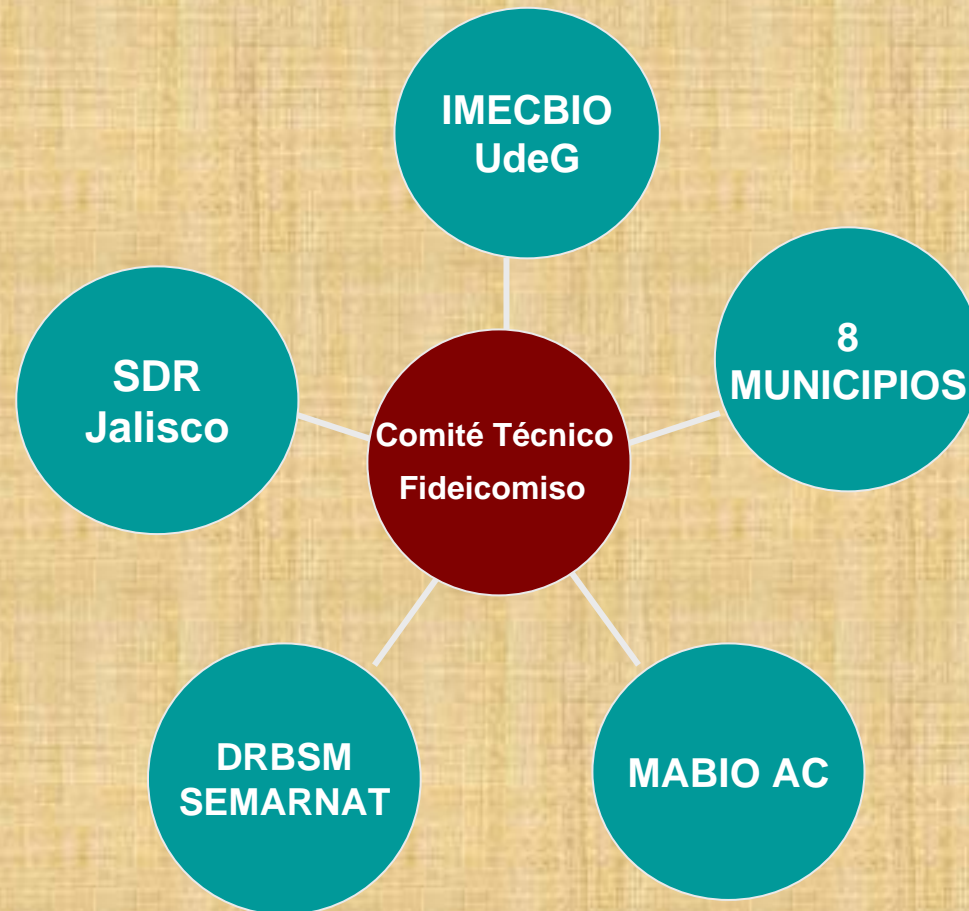 IMECBIO
UdeG
8
MUNICIPIOS
SDR
Jalisco
Comité Técnico
Fideicomiso
DRBSM
SEMARNAT
MABIO AC